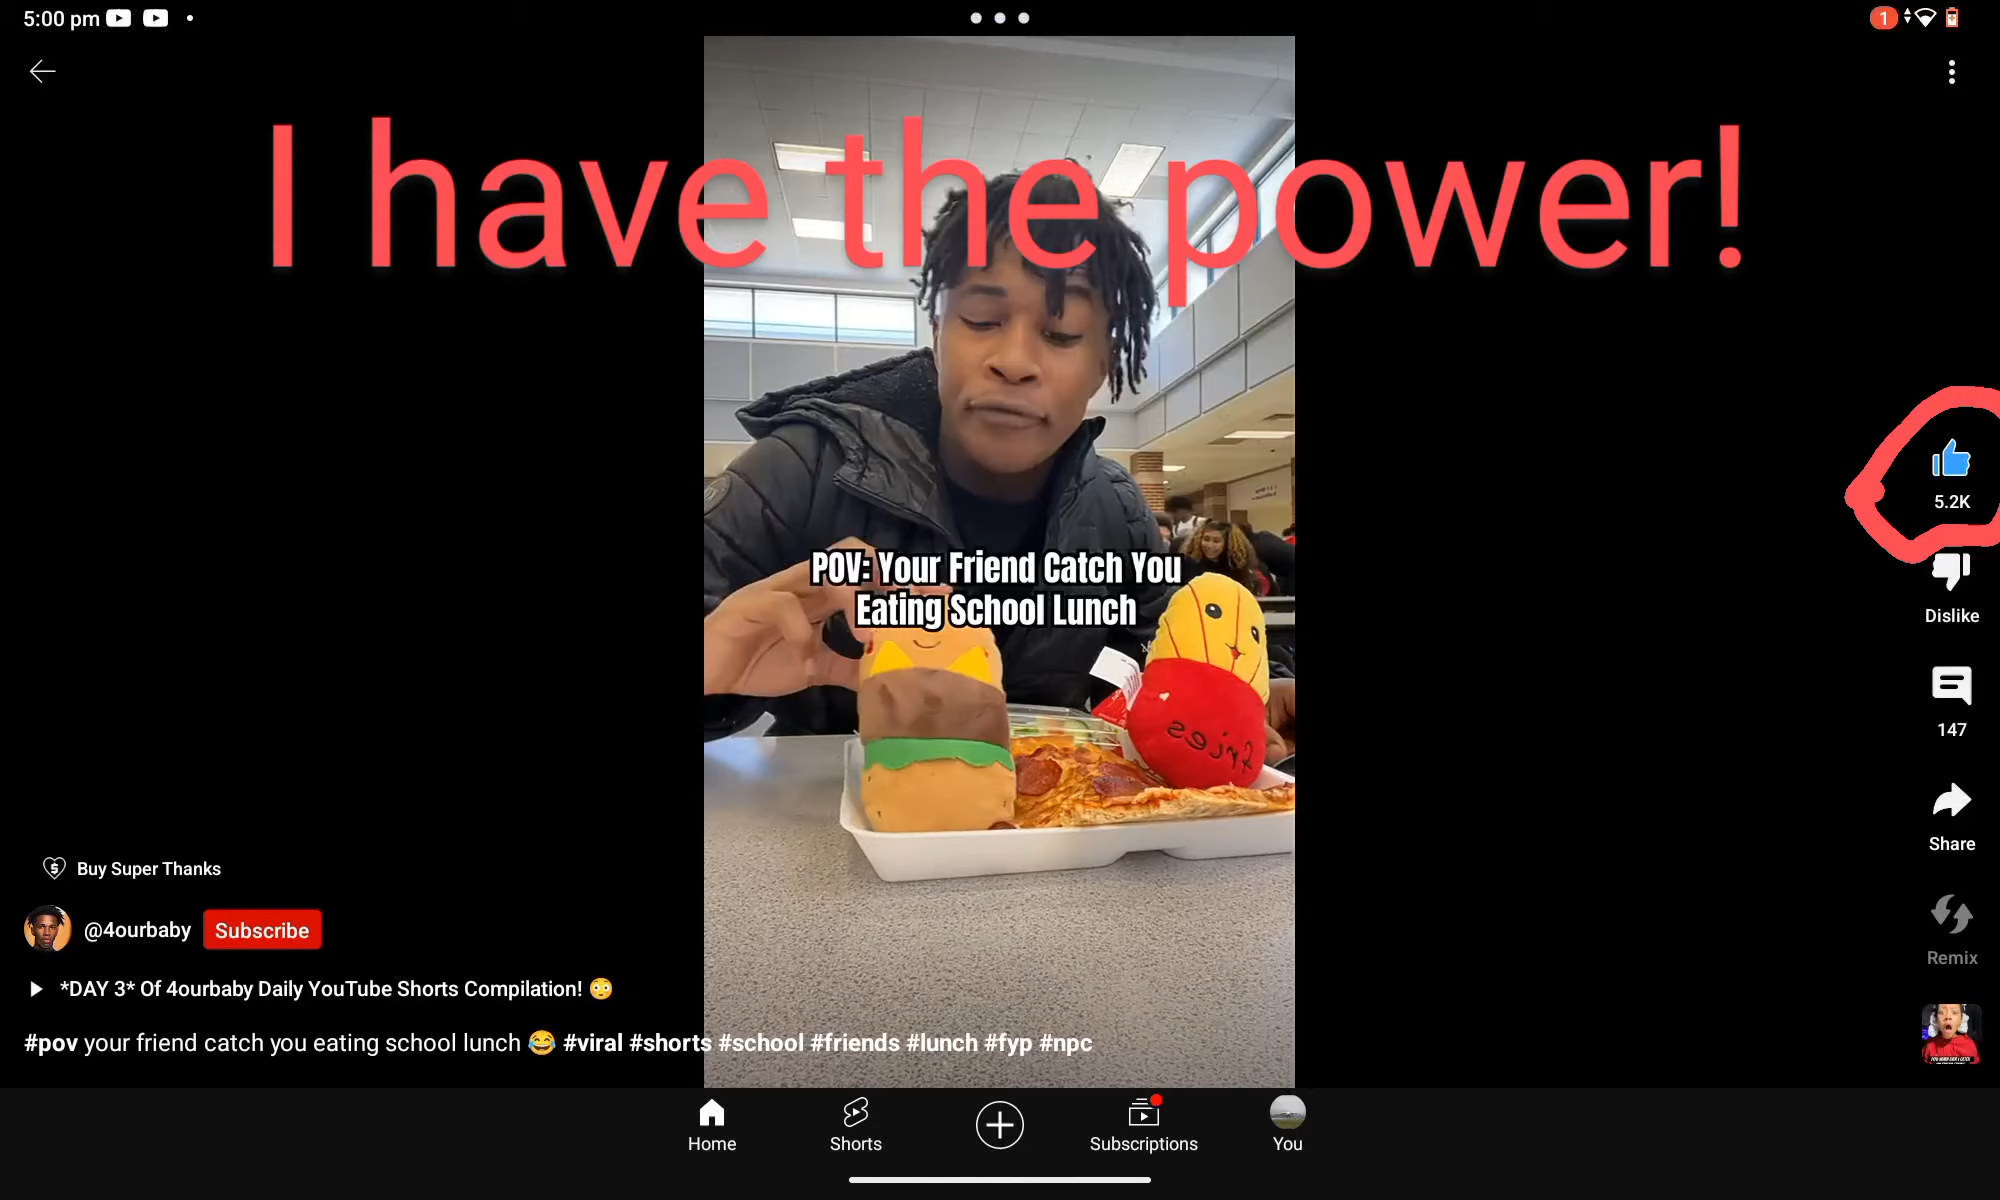 5:00 pm
1
I have the power!
5.2K
POV: Your Friend Catch You
Eating School Lunch
Dislike
147
fries
Share
Buy Super Thanks
@4ourbaby
Subscribe
Remix
*DAY 3* Of 4ourbaby Daily YouTube Shorts Compilation! 😳
#pov your friend catch you eating school lunch 😂 #viral #shorts #school #friends #lunch #fyp #npc
Home
Shorts
Subscriptions
You